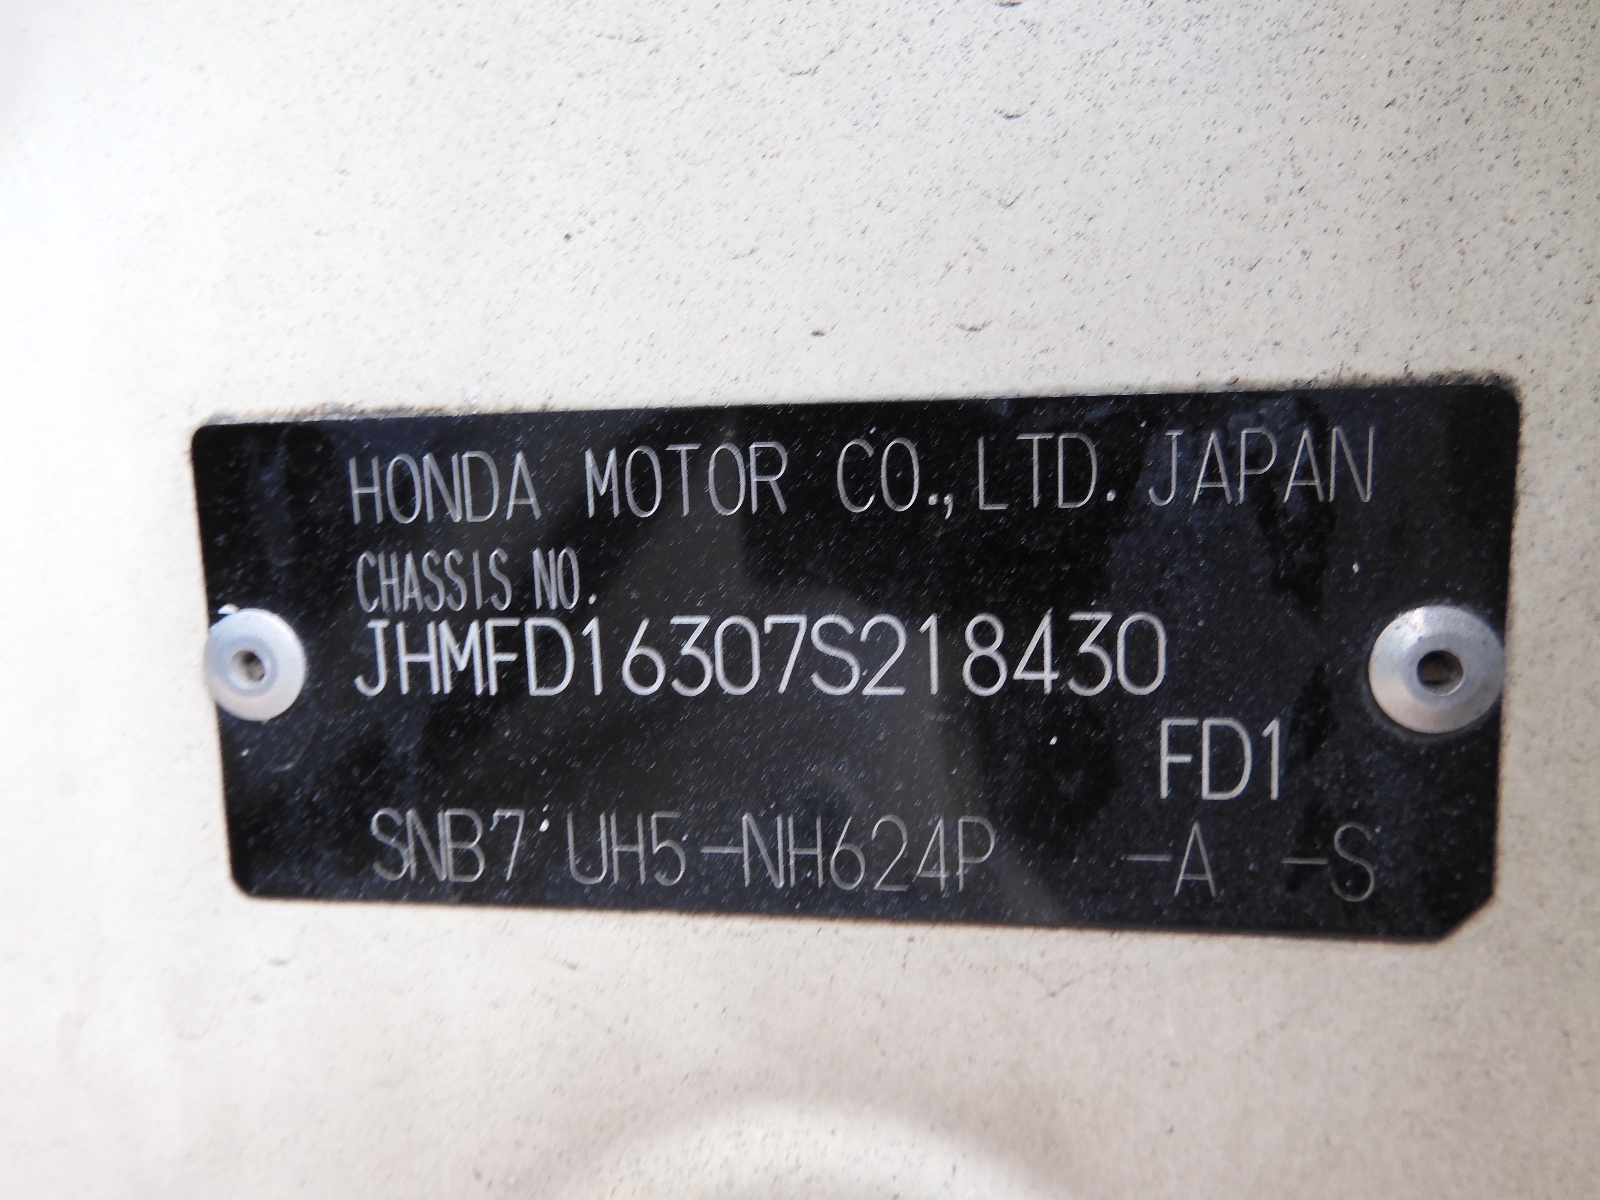 HONDA MOTOR CO., LTD. JAPAN
CHASSIS NO.
JHMFD16307S218430
FD1
SNB7 UH5-NH624P -A -S